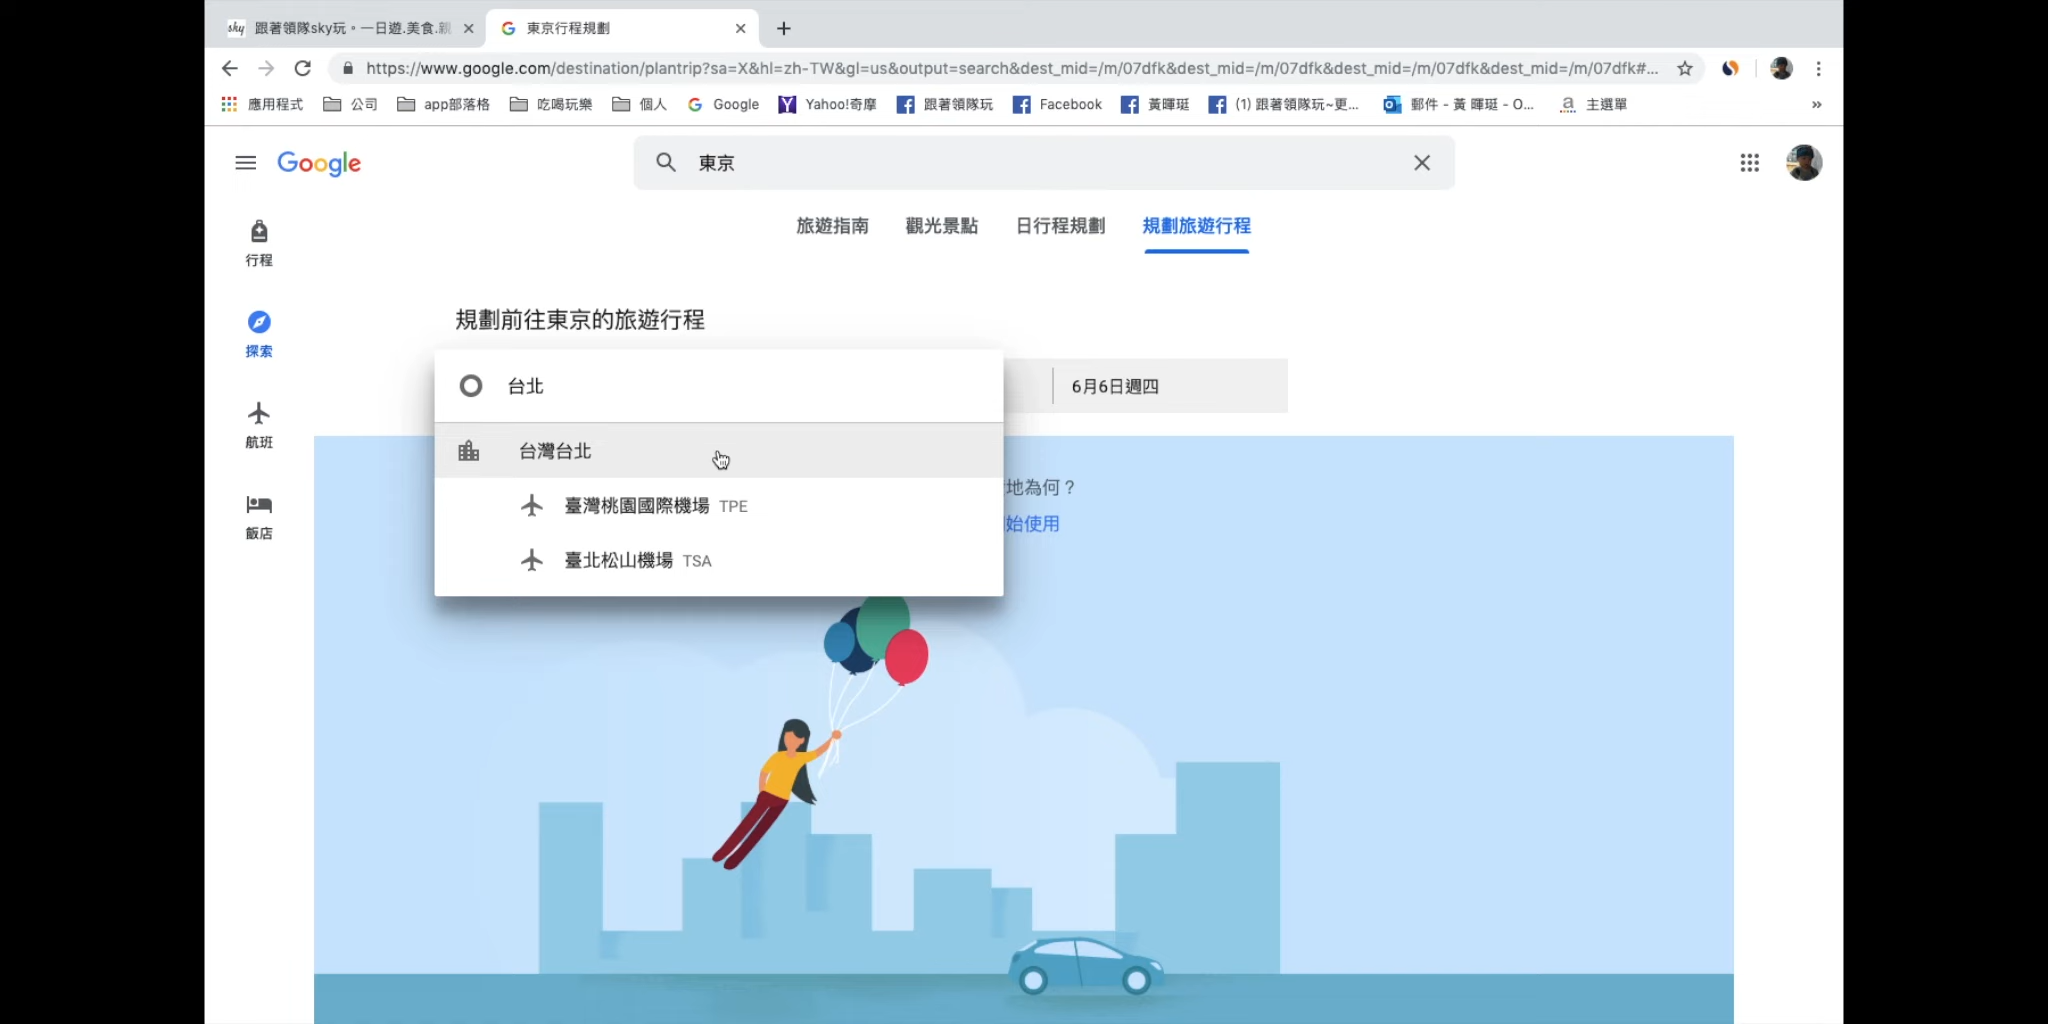 sky 跟著領隊sky玩。一日遊.美食.親
東京行程規劃
https://www.google.com/destination/plantrip?sa=X&hl=zh-TW&gl=us&output=search&dest_mid=/m/07dfk&dest_mid=/m/07dfk&dest_mid=/m/07dfk&dest_mid=/m/07dfk#...
應用程式 公司 app部落格 吃喝玩樂 個人 Google Yahoo!奇摩 跟著領隊玩 Facebook 黃暉珽 (1) 跟著領隊玩~更... 郵件 - 黃 暉珽 - O... 主選單 »
Google
東京
旅遊指南 觀光景點 日行程規劃 規劃旅遊行程
行程
探索
航班
飯店
規劃前往東京的旅遊行程
台北
6月6日週四
台灣台北
地為何？
臺灣桃園國際機場 TPE
始使用
臺北松山機場 TSA